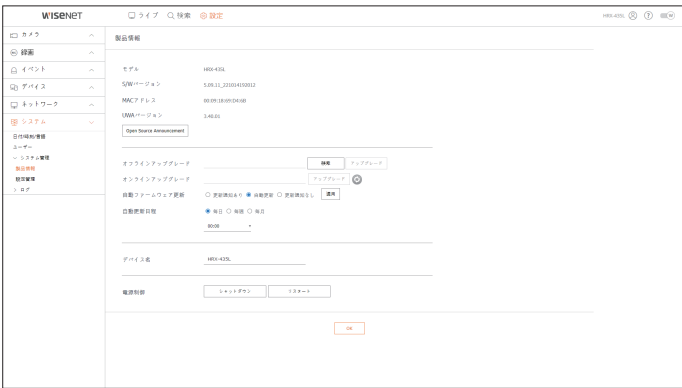 WISENET ライブ 検索 設定 HRX-435L
カメラ
録画
イベント
デバイス
ネットワーク
システム
日付/時刻/言語
ユーザー
システム管理
製品情報
設定管理
ログ
製品情報
モデル HRX-435L
S/Wバージョン 5.09.11_221014192012
MACアドレス 00:09:18:69:D4:6B
UWAバージョン 3.48.01
Open Source Announcement
オフラインアップグレード 検索 アップグレード
オンラインアップグレード アップグレード
自動ファームウェア更新 更新通知あり 自動更新 更新通知なし 適用
自動更新日程 毎日 毎週 毎月
00:00
デバイス名 HRX-435L
電源制御 シャットダウン リスタート
OK